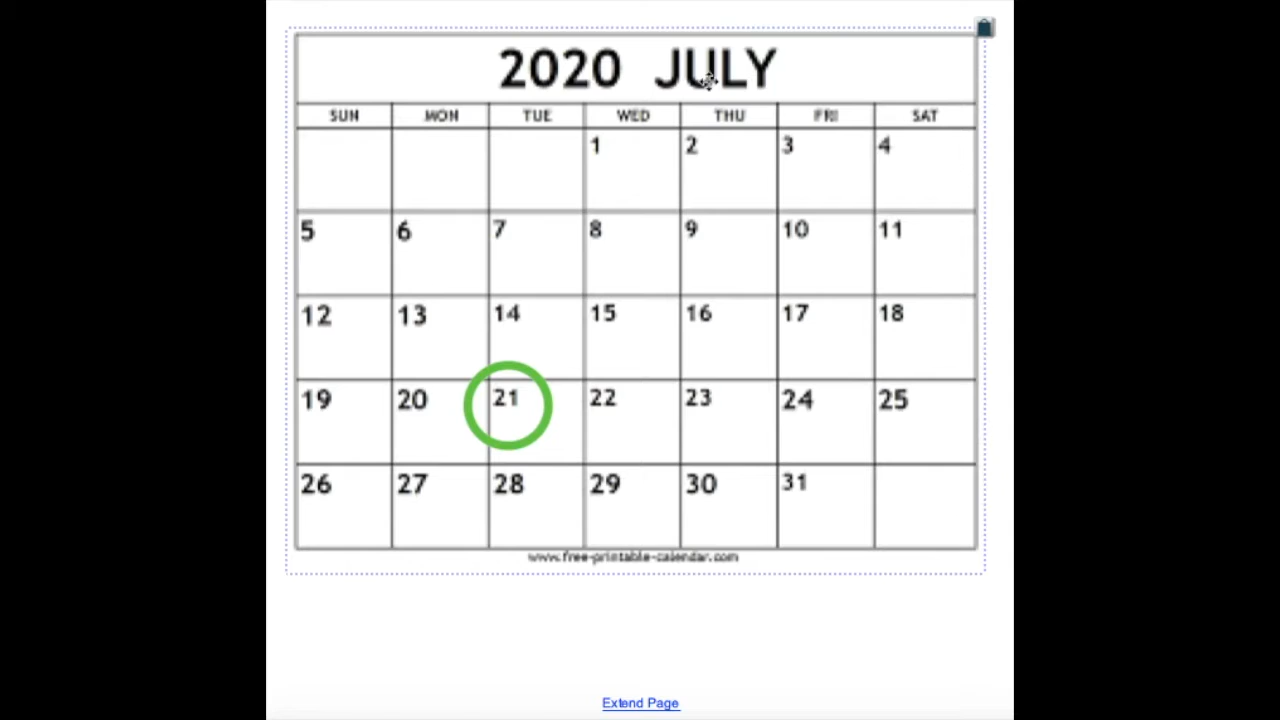 2020 JULY
SUN MON TUE WED THU FRI SAT
1 2 3 4
5 6 7 8 9 10 11
12 13 14 15 16 17 18
19 20 21 22 23 24 25
26 27 28 29 30 31
www.free-printable-calendar.com
Extend Page